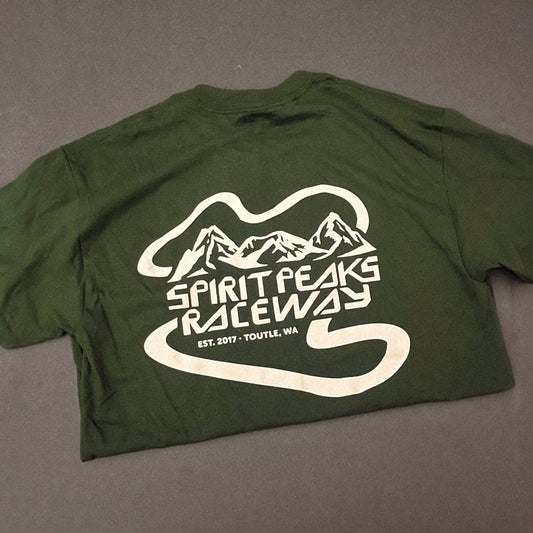 SPIRIT PEAKS
RACEWAY
EST. 2017 · TOUTLE, WA